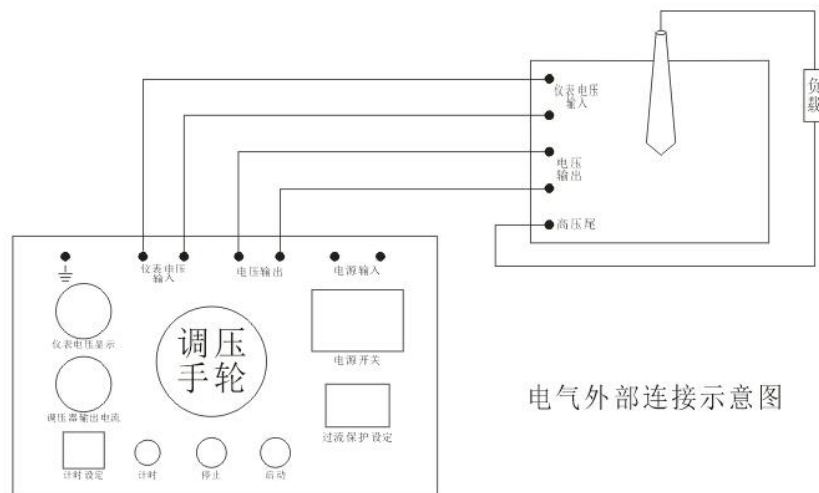 负
载
仪表电压
输入
电压
输出
高压尾
仪表电压
输入
电压输出
电源输入
仪表电压显示
调压
手轮
电源开关
调压器输出电流
过流保护设定
计时设定
计时
停止
启动
电气外部连接示意图